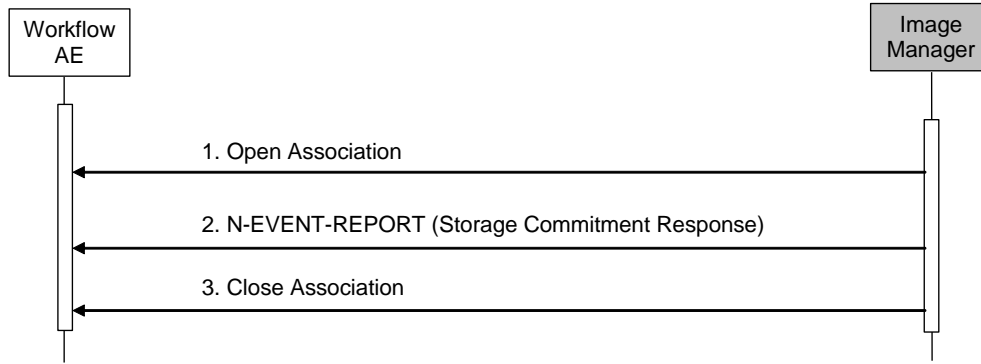 Workflow
AE
Image
Manager
1. Open Association
2. N-EVENT-REPORT (Storage Commitment Response)
3. Close Association